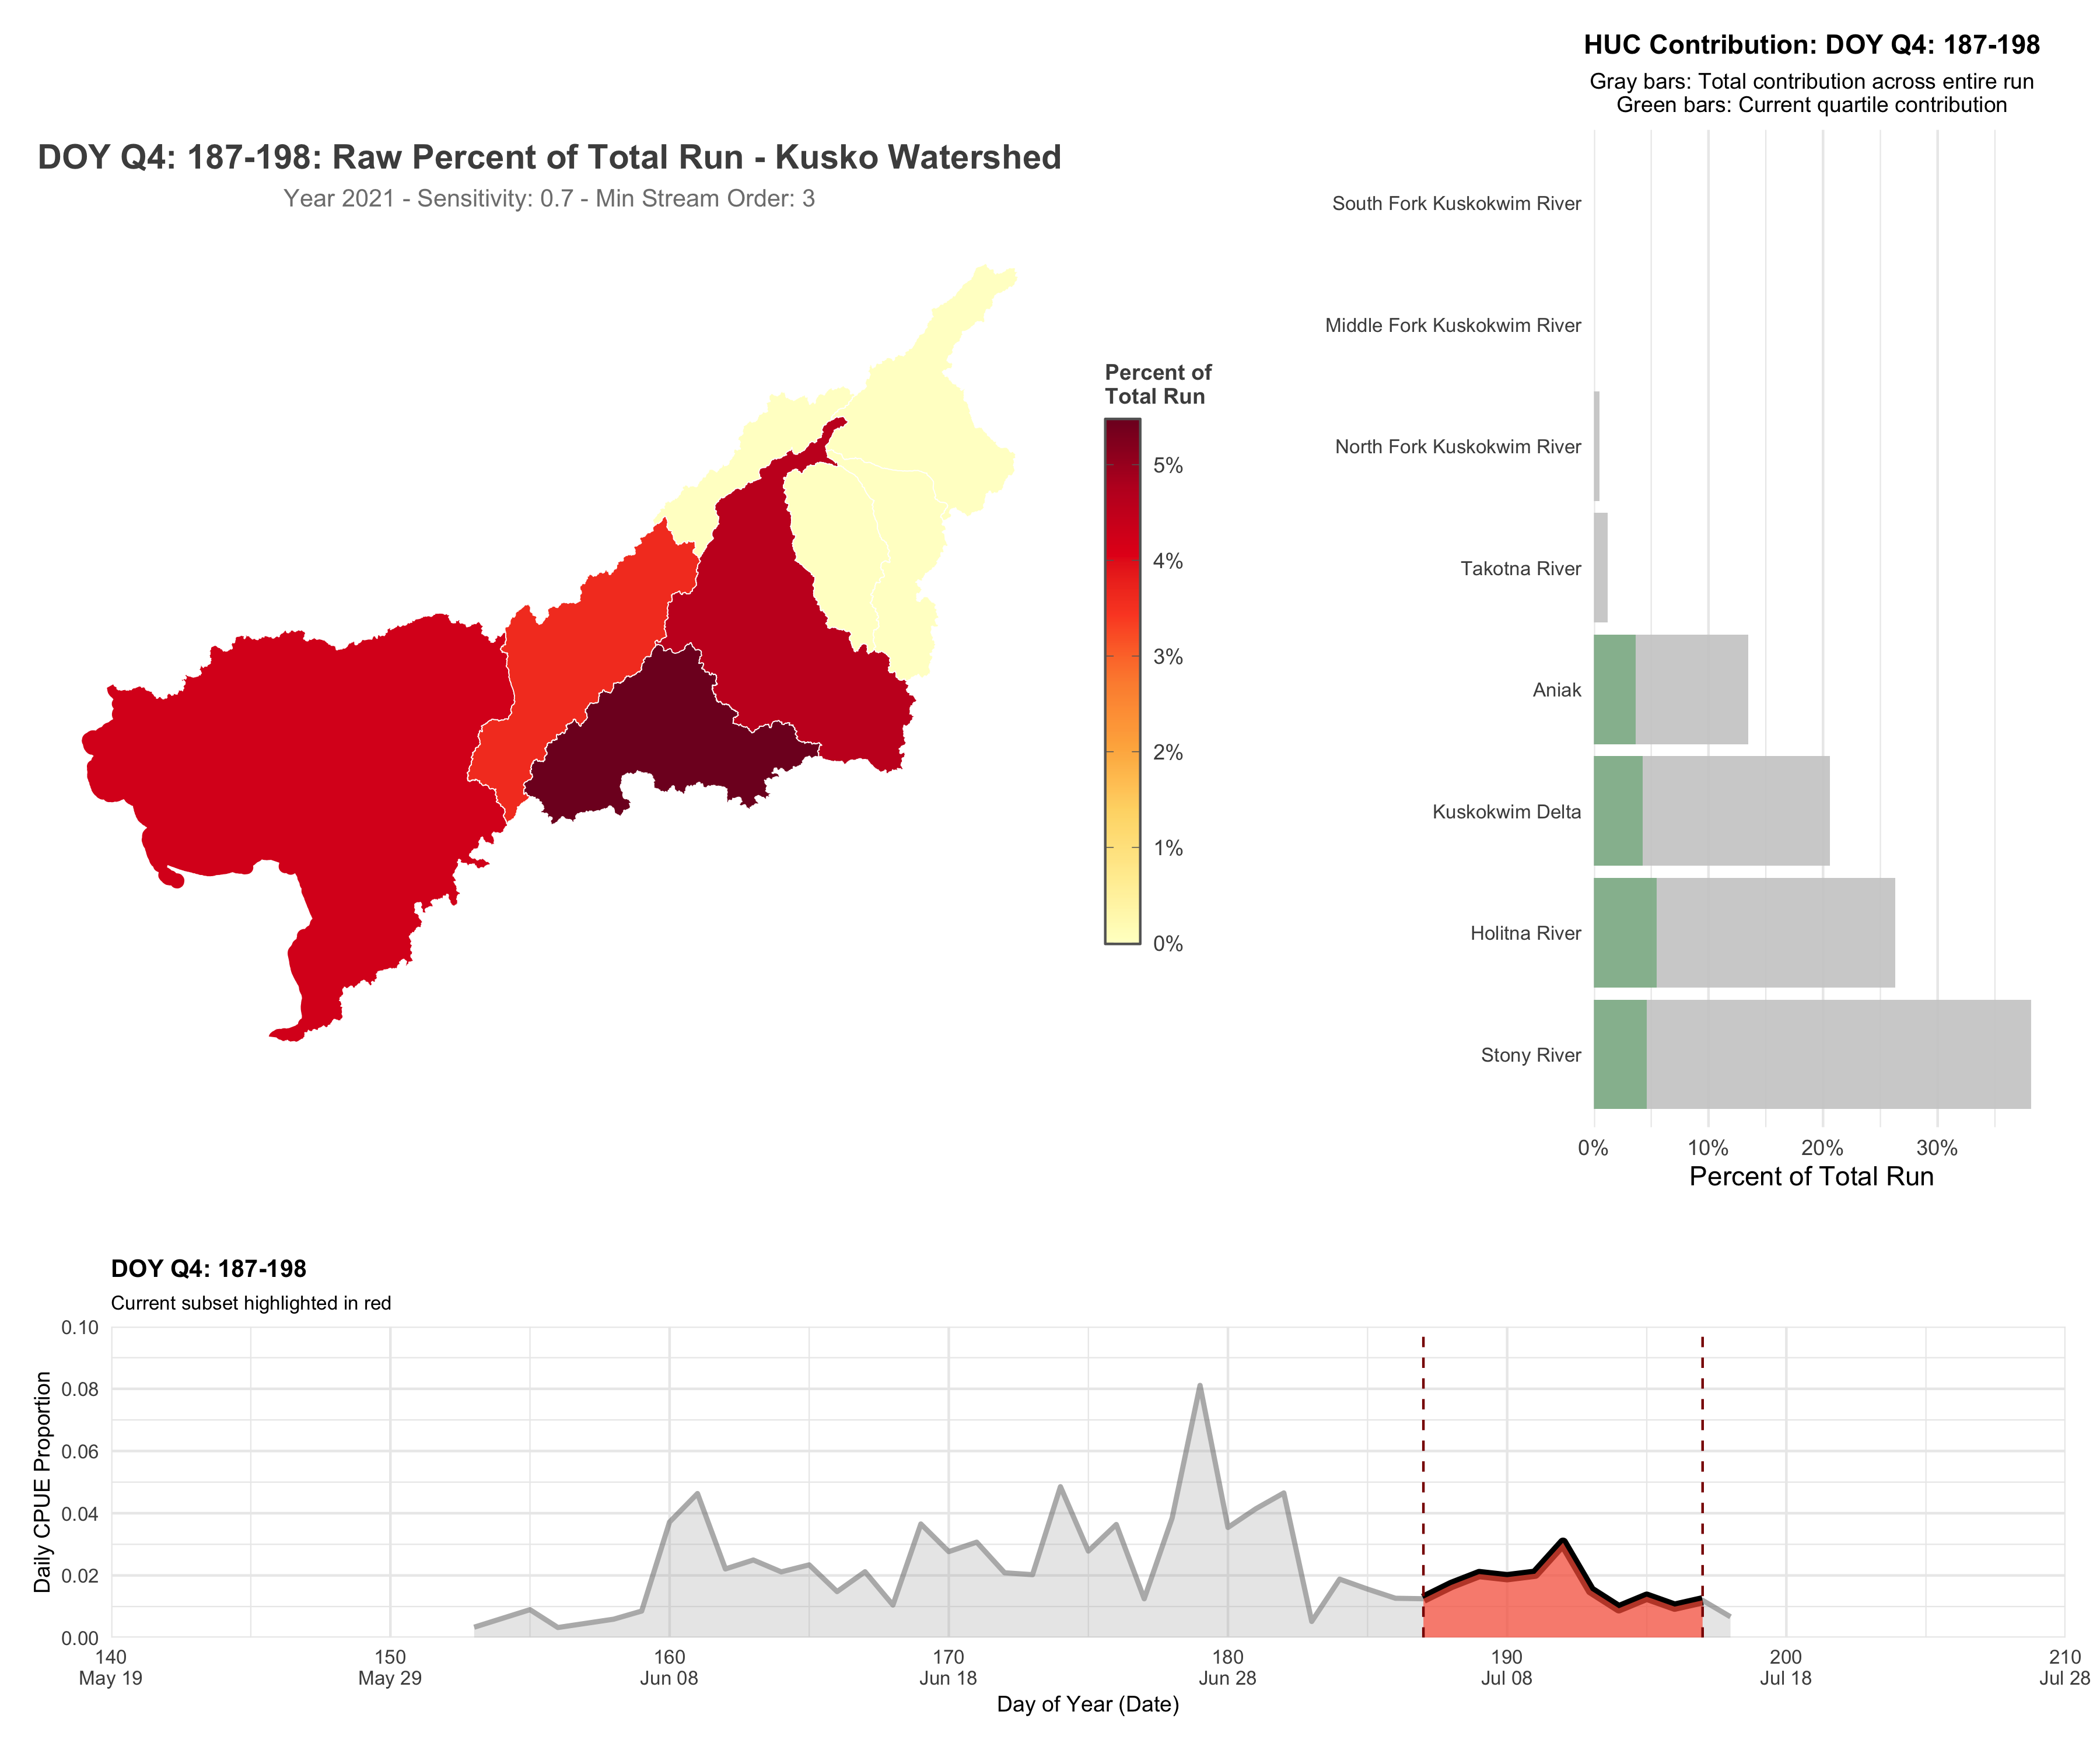 HUC Contribution: DOY Q4: 187-198
Gray bars: Total contribution across entire run
Green bars: Current quartile contribution
DOY Q4: 187-198: Raw Percent of Total Run - Kusko Watershed
Year 2021 - Sensitivity: 0.7 - Min Stream Order: 3
Percent of
Total Run
5%
4%
3%
2%
1%
0%
South Fork Kuskokwim River
Middle Fork Kuskokwim River
North Fork Kuskokwim River
Takotna River
Aniak
Kuskokwim Delta
Holitna River
Stony River
0% 10% 20% 30%
Percent of Total Run
DOY Q4: 187-198
Current subset highlighted in red
Daily CPUE Proportion
0.10
0.08
0.06
0.04
0.02
0.00
140 150 160 170 180 190 200 210
May 19 May 29 Jun 08 Jun 18 Jun 28 Jul 08 Jul 18 Jul 28
Day of Year (Date)